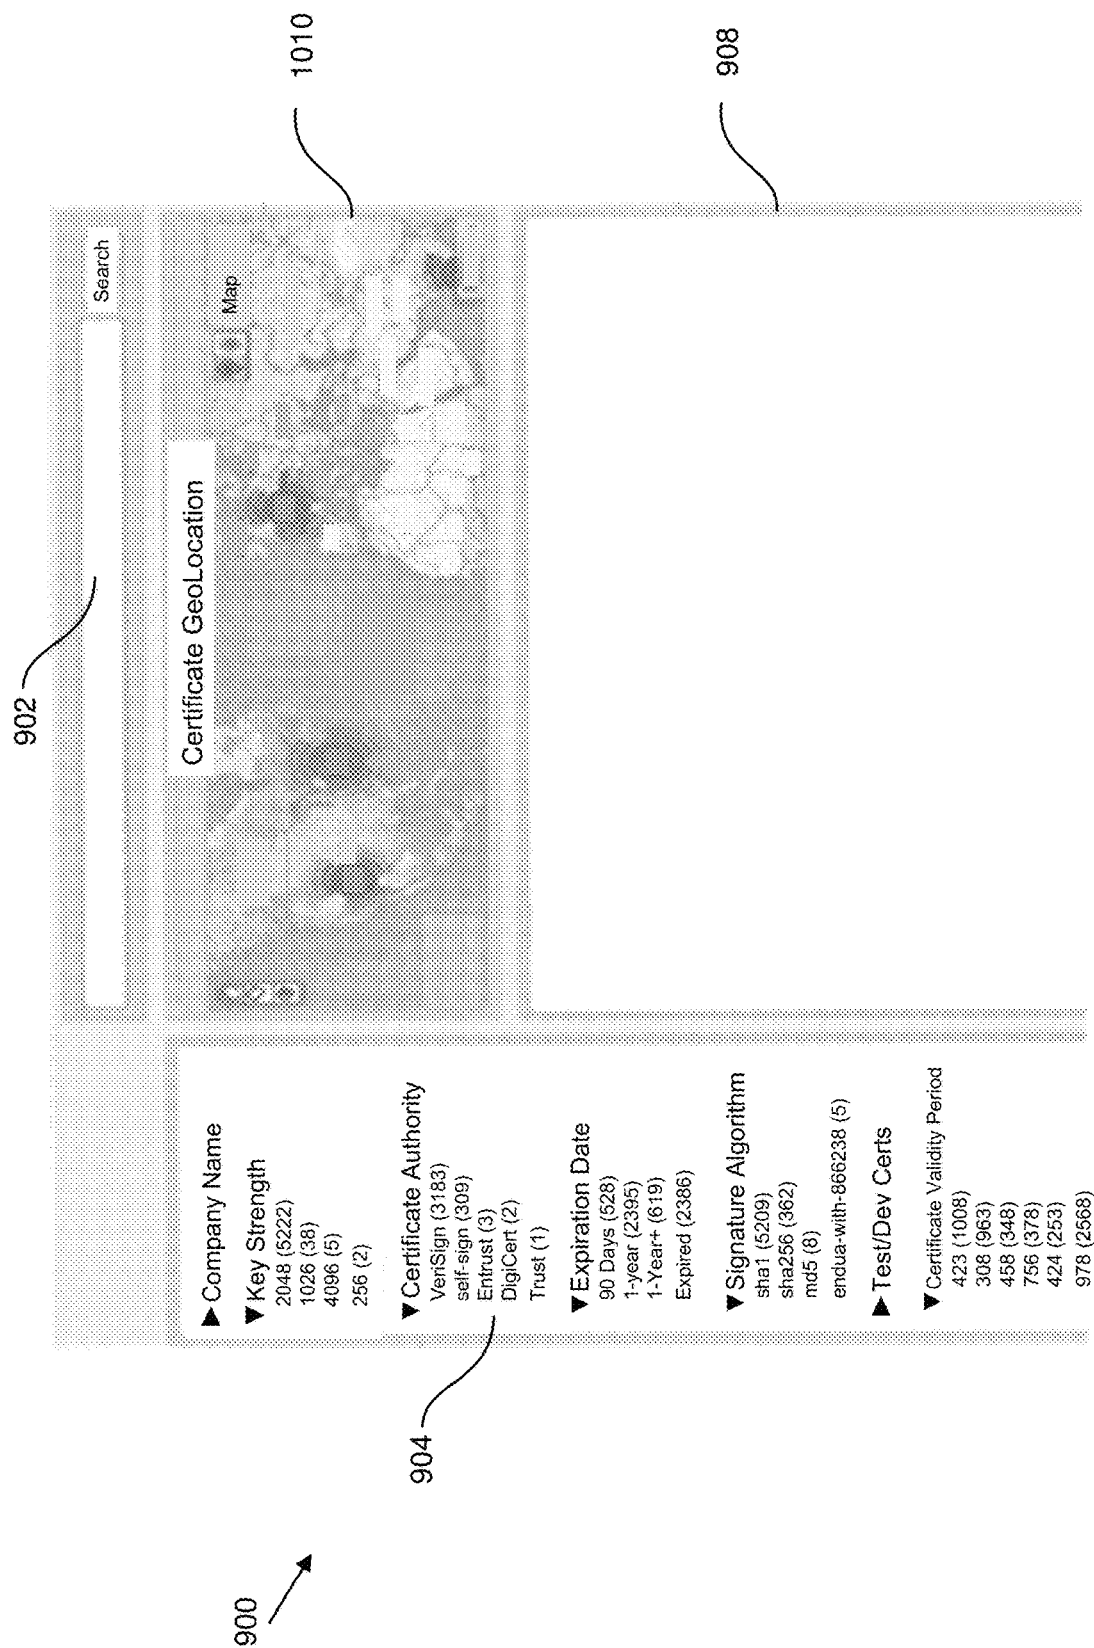 900
902
Search
Certificate GeoLocation
Map
1010
904
▶Company Name
▼Key Strength
2048 (5222)
1026 (38)
4096 (5)
256 (2)
▼Certificate Authority
VeriSign (3183)
self-sign (309)
Entrust (3)
DigiCert (2)
Trust (1)
▼Expiration Date
90 Days (528)
1-year (2395)
1-Year+ (619)
Expired (2386)
▼Signature Algorithm
sha1 (5209)
sha256 (362)
md5 (8)
endua-with-866238 (5)
▶Test/Dev Certs
▼Certificate Validity Period
423 (1008)
308 (963)
458 (348)
756 (378)
424 (253)
978 (2568)
908